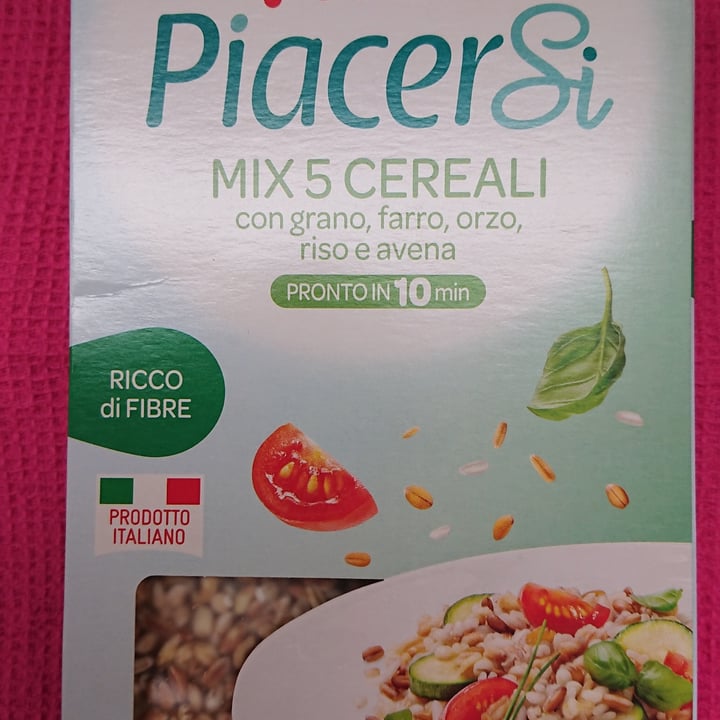 PiacerSi
MIX 5 CEREALI
con grano, farro, orzo,
riso e avena
PRONTO IN 10 min
RICCO
di FIBRE
PRODOTTO
ITALIANO